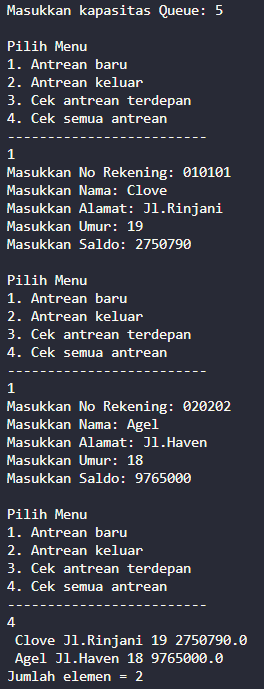 Masukkan kapasitas Queue: 5
Pilih Menu
1. Antrean baru
2. Antrean keluar
3. Cek antrean terdepan
4. Cek semua antrean
-------------------------
1
Masukkan No Rekening: 010101
Masukkan Nama: Clove
Masukkan Alamat: Jl.Rinjani
Masukkan Umur: 19
Masukkan Saldo: 2750790
Pilih Menu
1. Antrean baru
2. Antrean keluar
3. Cek antrean terdepan
4. Cek semua antrean
-------------------------
1
Masukkan No Rekening: 020202
Masukkan Nama: Agel
Masukkan Alamat: Jl.Haven
Masukkan Umur: 18
Masukkan Saldo: 9765000
Pilih Menu
1. Antrean baru
2. Antrean keluar
3. Cek antrean terdepan
4. Cek semua antrean
-------------------------
4
Clove Jl.Rinjani 19 2750790.0
Agel Jl.Haven 18 9765000.0
Jumlah elemen = 2